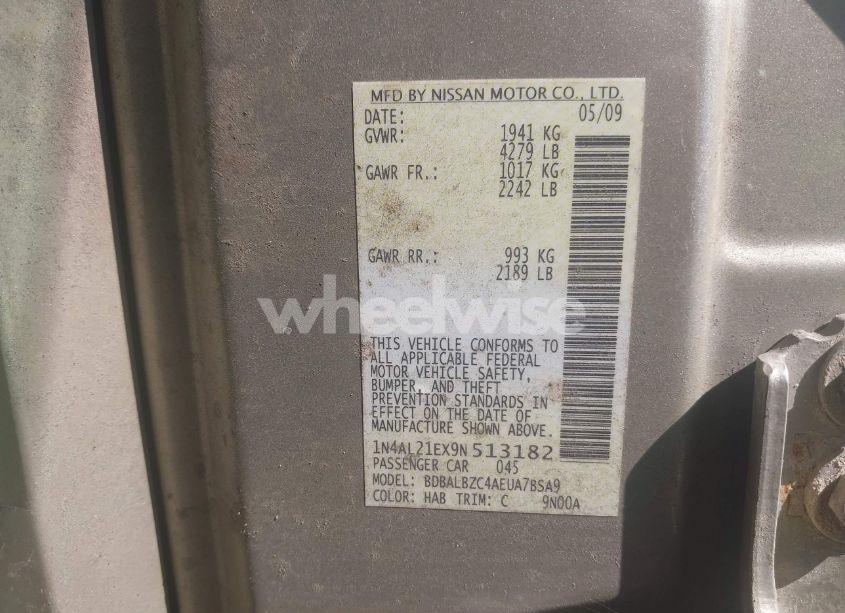 MFD BY NISSAN MOTOR CO., LTD.
DATE: 05/09
GVWR: 1941 KG
4279 LB
GAWR FR.: 1017 KG
2242 LB
GAWR RR.: 993 KG
2189 LB
wheelwise
THIS VEHICLE CONFORMS TO
ALL APPLICABLE FEDERAL
MOTOR VEHICLE SAFETY,
BUMPER, AND THEFT
PREVENTION STANDARDS IN
EFFECT ON THE DATE OF
MANUFACTURE SHOWN ABOVE.
1N4AL21EX9N513182
PASSENGER CAR 045
MODEL: BDBALBZC4AEUA7BSA9
COLOR: HAB TRIM: C 9N00A